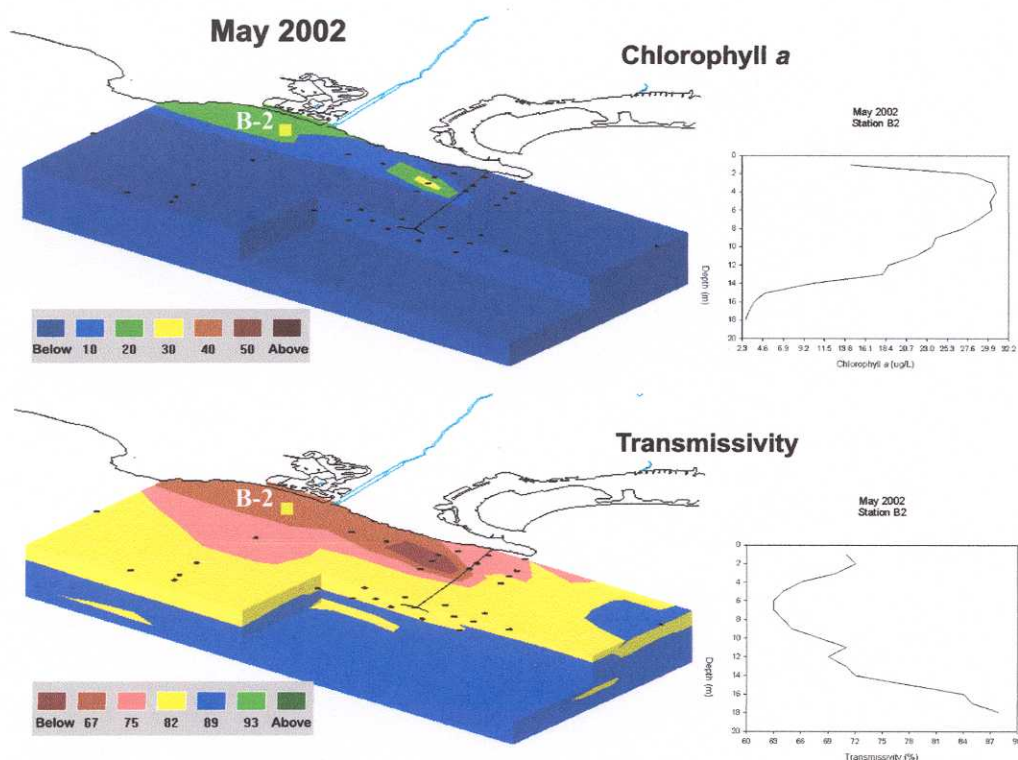 May 2002
Chlorophyll a
B-2
Below 10 20 30 40 50 Above
May 2002
Station B2
0
2
4
6
8
10
12
14
16
18
20
Depth (m)
2.3 4.6 6.9 9.2 11.5 13.8 16.1 18.4 20.7 23.0 25.3 27.6 29.9 32.2
Chlorophyll a (ug/L)
Transmissivity
B-2
Below 67 75 82 89 93 Above
May 2002
Station B2
0
2
4
6
8
10
12
14
16
18
20
Depth (m)
60 63 66 69 72 75 78 81 84 87 90
Transmissivity (%)